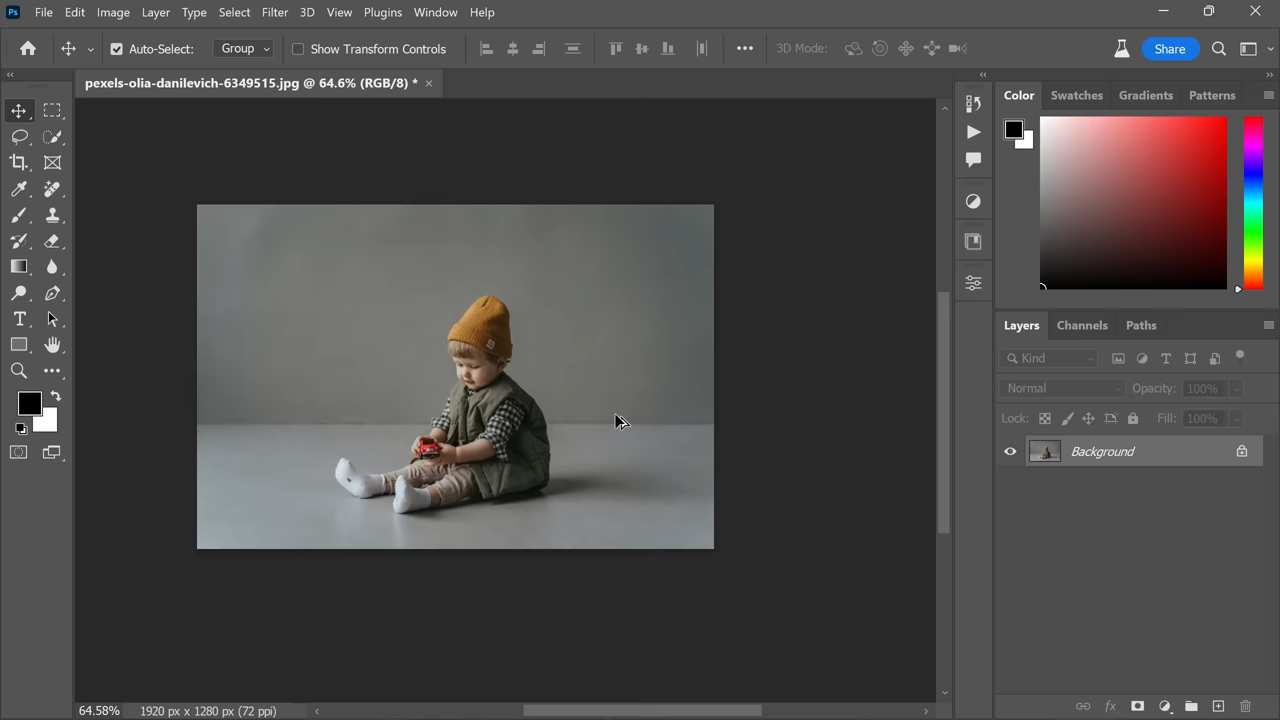 Ps File Edit Image Layer Type Select Filter 3D View Plugins Window Help
Auto-Select: Group Show Transform Controls 3D Mode: Share
pexels-olia-danilevich-6349515.jpg @ 64.6% (RGB/8) *
Color Swatches Gradients Patterns
Layers Channels Paths
Kind
Normal Opacity: 100%
Lock: Fill: 100%
Background
64.58% 1920 px x 1280 px (72 ppi)